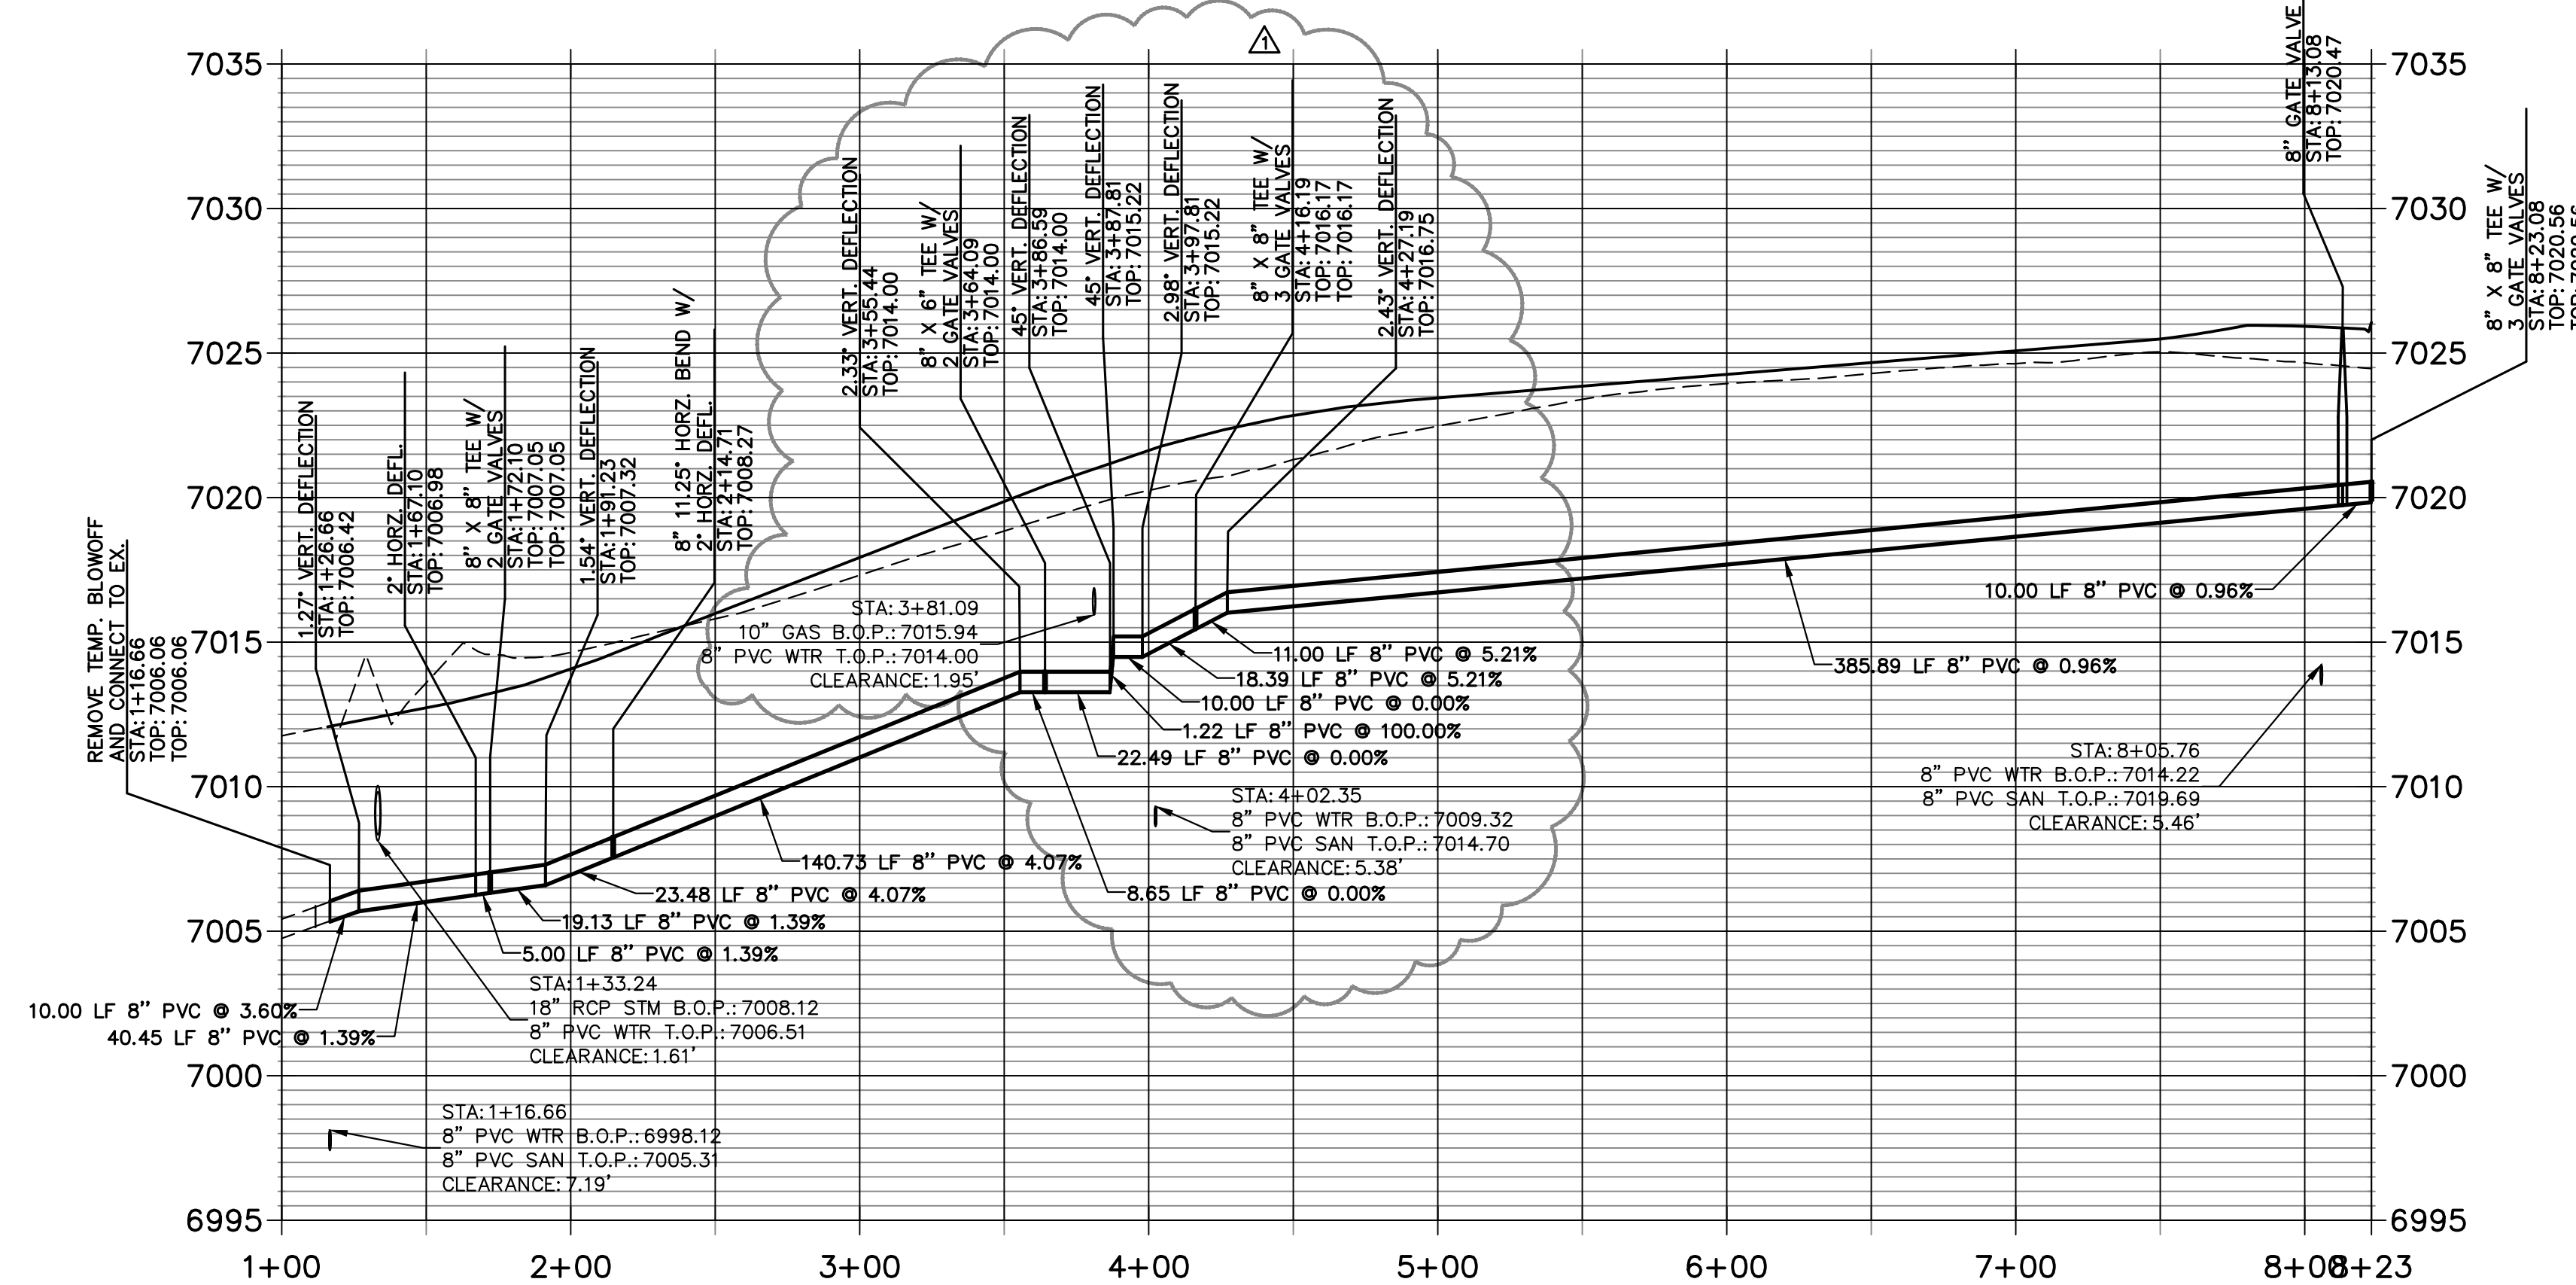 1
7035
7030
7025
7020
7015
7010
7005
7000
6995
REMOVE TEMP. BLOWOFF
AND CONNECT TO EX.
STA:1+16.66
TOP:7006.06
TOP:7006.06
1.27° VERT. DEFLECTION
STA:1+26.66
TOP:7006.42
2° HORZ. DEFL.
STA:1+67.10
TOP:7006.98
8” X 8” TEE W/
2 GATE VALVES
STA:1+72.10
TOP:7007.05
TOP:7007.05
1.54° VERT. DEFLECTION
STA:1+91.23
TOP:7007.32
8” 11.25° HORZ. BEND W/
2° HORZ. DEFL.
STA:2+14.71
TOP:7008.27
2.33° VERT. DEFLECTION
STA:3+55.44
TOP:7014.00
8” X 6” TEE W/
2 GATE VALVES
STA:3+64.09
TOP:7014.00
45° VERT. DEFLECTION
STA:3+86.59
TOP:7014.00
45° VERT. DEFLECTION
STA:3+87.81
TOP:7015.22
2.98° VERT. DEFLECTION
STA:3+97.81
TOP:7015.22
8” X 8” TEE W/
3 GATE VALVES
STA:4+16.19
TOP:7016.17
TOP:7016.17
2.43° VERT. DEFLECTION
STA:4+27.19
TOP:7016.75
8” GATE VALVE
STA:8+13.08
TOP:7020.47
8” X 8” TEE W/
3 GATE VALVES
STA:8+23.08
TOP:7020.56
7035
7030
7025
7020
7015
7010
7005
7000
6995
STA:3+81.09
10” GAS B.O.P.:7015.94
8” PVC WTR T.O.P.:7014.00
CLEARANCE:1.95’
10.00 LF 8” PVC @ 0.96%
11.00 LF 8” PVC @ 5.21%
385.89 LF 8” PVC @ 0.96%
18.39 LF 8” PVC @ 5.21%
10.00 LF 8” PVC @ 0.00%
1.22 LF 8” PVC @ 100.00%
22.49 LF 8” PVC @ 0.00%
STA:8+05.76
8” PVC WTR B.O.P.:7014.22
8” PVC SAN T.O.P.:7019.69
CLEARANCE:5.46’
STA:4+02.35
8” PVC WTR B.O.P.:7009.32
8” PVC SAN T.O.P.:7014.70
CLEARANCE:5.38’
140.73 LF 8” PVC @ 4.07%
23.48 LF 8” PVC @ 4.07%
8.65 LF 8” PVC @ 0.00%
19.13 LF 8” PVC @ 1.39%
5.00 LF 8” PVC @ 1.39%
STA:1+33.24
18” RCP STM B.O.P.:7008.12
8” PVC WTR T.O.P.:7006.51
CLEARANCE:1.61’
10.00 LF 8” PVC @ 3.60%
40.45 LF 8” PVC @ 1.39%
STA:1+16.66
8” PVC WTR B.O.P.:6998.12
8” PVC SAN T.O.P.:7005.31
CLEARANCE:7.19’
1+00
2+00
3+00
4+00
5+00
6+00
7+00
8+00
8+23